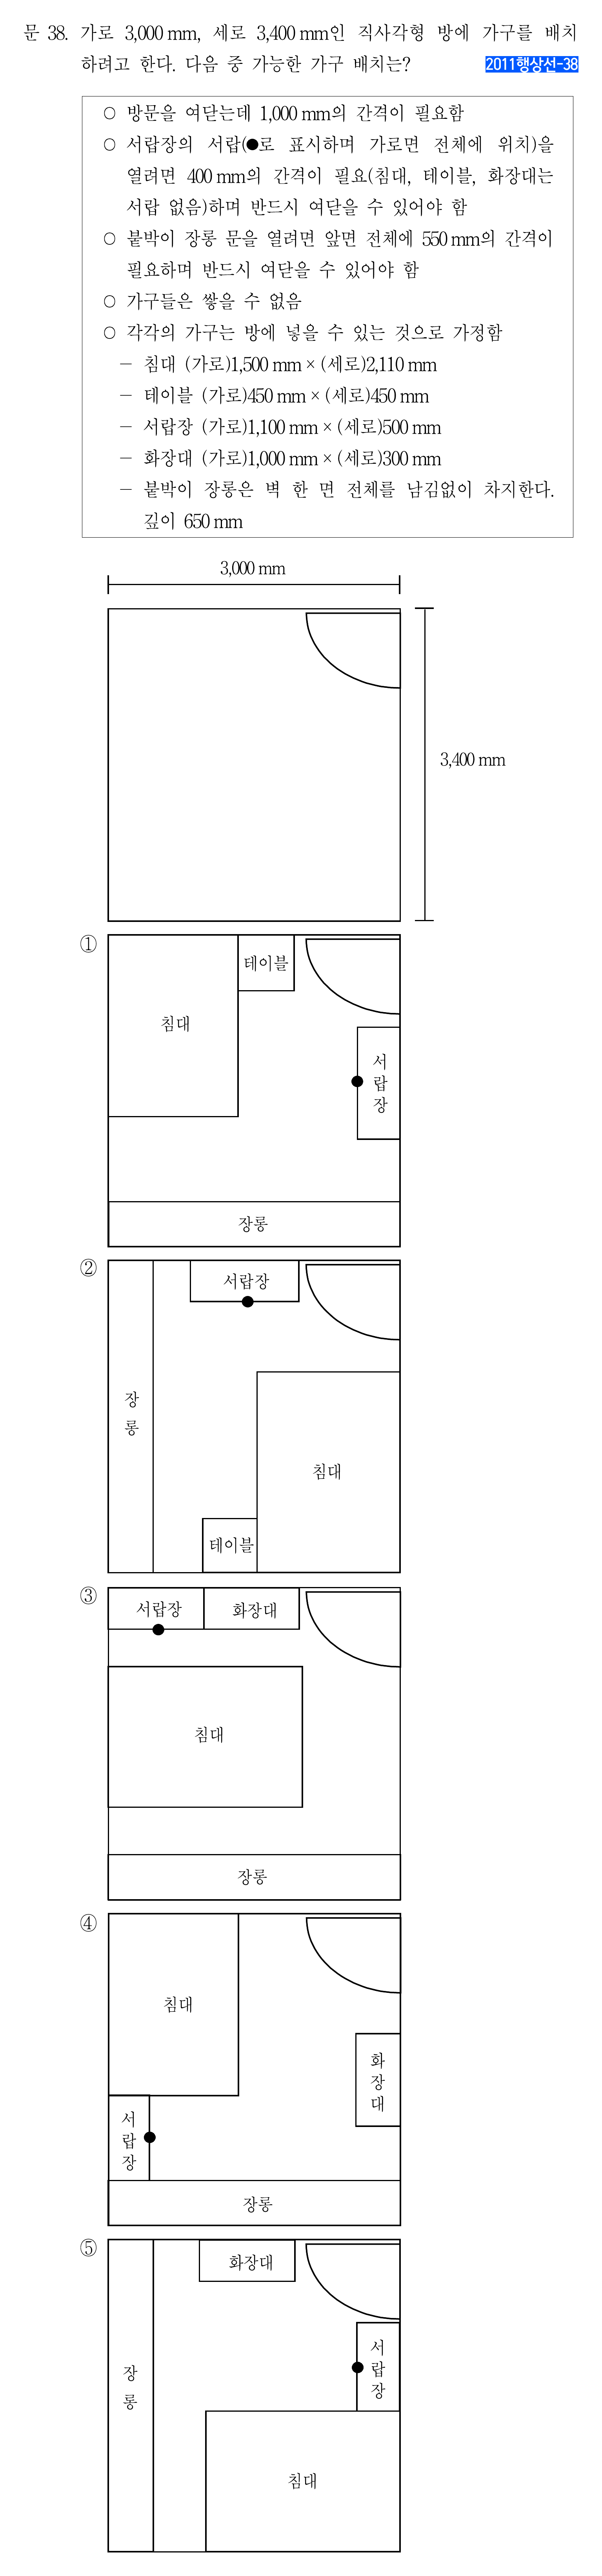 문 38. 가로 3,000 mm, 세로 3,400 mm인 직사각형 방에 가구를 배치
하려고 한다. 다음 중 가능한 가구 배치는? 2011행상선-38
○ 방문을 여닫는데 1,000 mm의 간격이 필요함
○ 서랍장의 서랍(●로 표시하며 가로면 전체에 위치)을
열려면 400 mm의 간격이 필요(침대, 테이블, 화장대는
서랍 없음)하며 반드시 여닫을 수 있어야 함
○ 붙박이 장롱 문을 열려면 앞면 전체에 550 mm의 간격이
필요하며 반드시 여닫을 수 있어야 함
○ 가구들은 쌓을 수 없음
○ 각각의 가구는 방에 넣을 수 있는 것으로 가정함
－ 침대 (가로)1,500 mm × (세로)2,110 mm
－ 테이블 (가로)450 mm × (세로)450 mm
－ 서랍장 (가로)1,100 mm × (세로)500 mm
－ 화장대 (가로)1,000 mm × (세로)300 mm
－ 붙박이 장롱은 벽 한 면 전체를 남김없이 차지한다.
깊이 650 mm
3,000 mm
3,400 mm
①
테이블
침대
서
랍
장
장롱
②
서랍장
장
롱
침대
테이블
③
서랍장 화장대
침대
장롱
④
침대
화
장
대
서
랍
장
장롱
⑤
화장대
서
랍
장
장
롱
침대